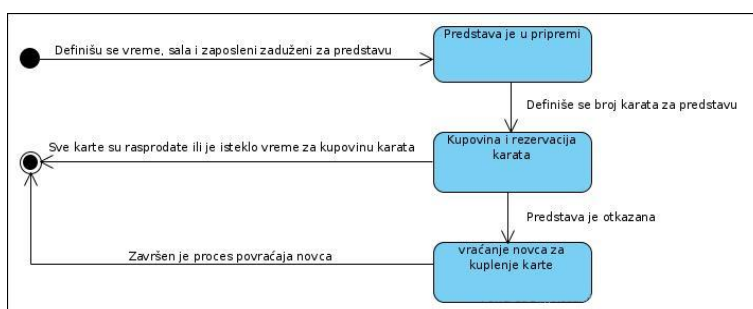 Predstava je u pripremi
Definišu se vreme, sala i zaposleni zaduženi za predstavu
Definiše se broj karata za predstavu
Kupovina i rezervacija
karata
Sve karte su rasprodate ili je isteklo vreme za kupovinu karata
Predstava je otkazana
vraćanje novca za
kuplenje karte
Završen je proces povraćaja novca